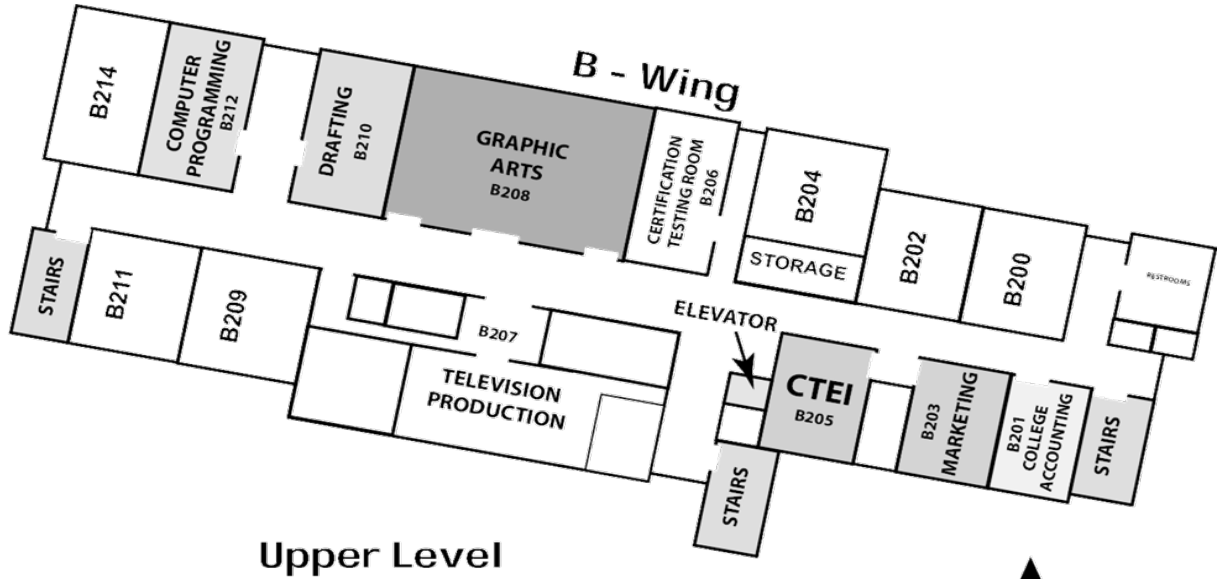 B - Wing
B214
COMPUTER
PROGRAMMING
B212
DRAFTING
B210
GRAPHIC
ARTS
B208
CERTIFICATION
TESTING ROOM
B206
B204
STORAGE
B202
B200
RESTROOMS
STAIRS
B211
B209
B207
TELEVISION
PRODUCTION
ELEVATOR
CTEI
B205
B203
MARKETING
B201
COLLEGE
ACCOUNTING
STAIRS
STAIRS
Upper Level